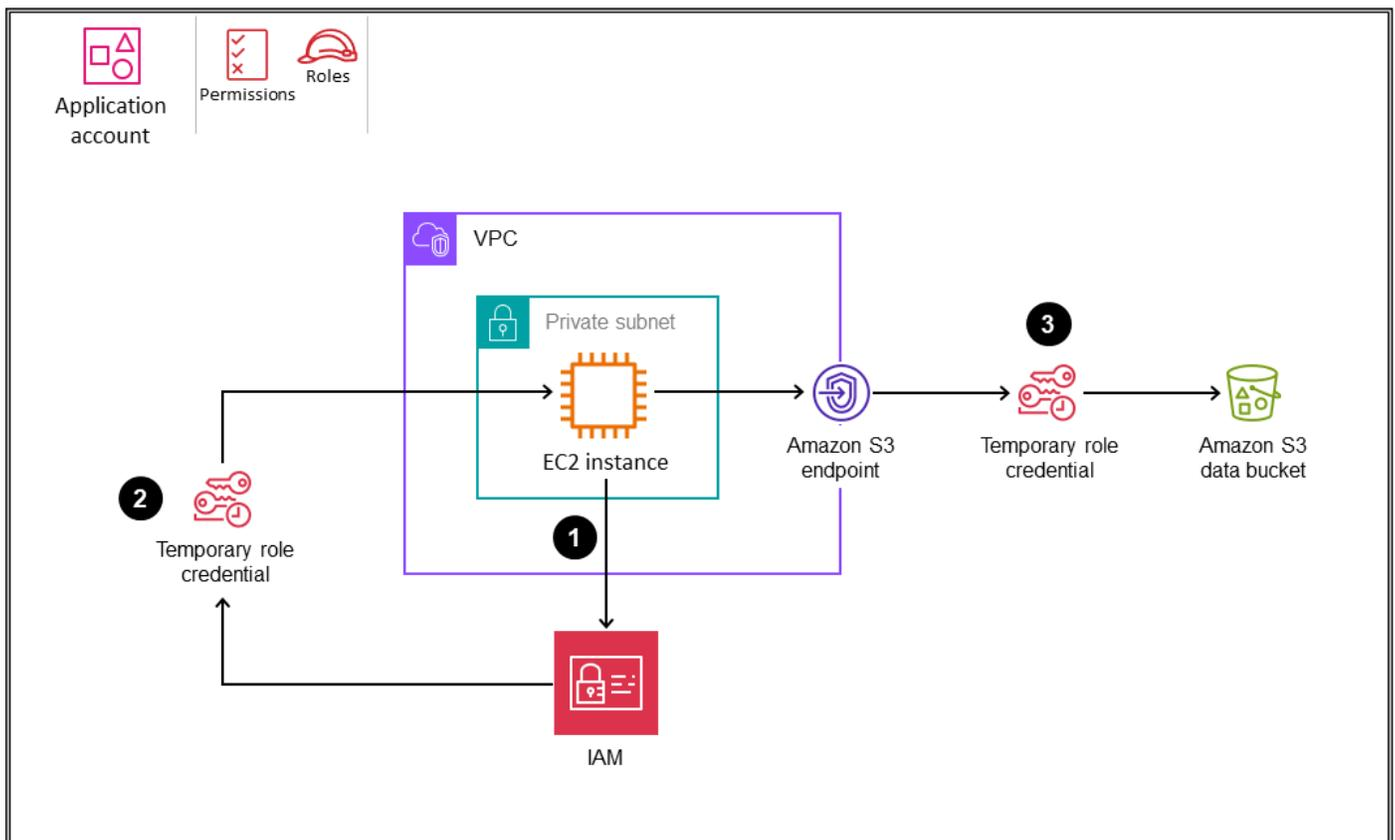 Application
account
Permissions
Roles
VPC
Private subnet
EC2 instance
1
2
3
Temporary role
credential
Amazon S3
endpoint
Temporary role
credential
Amazon S3
data bucket
IAM